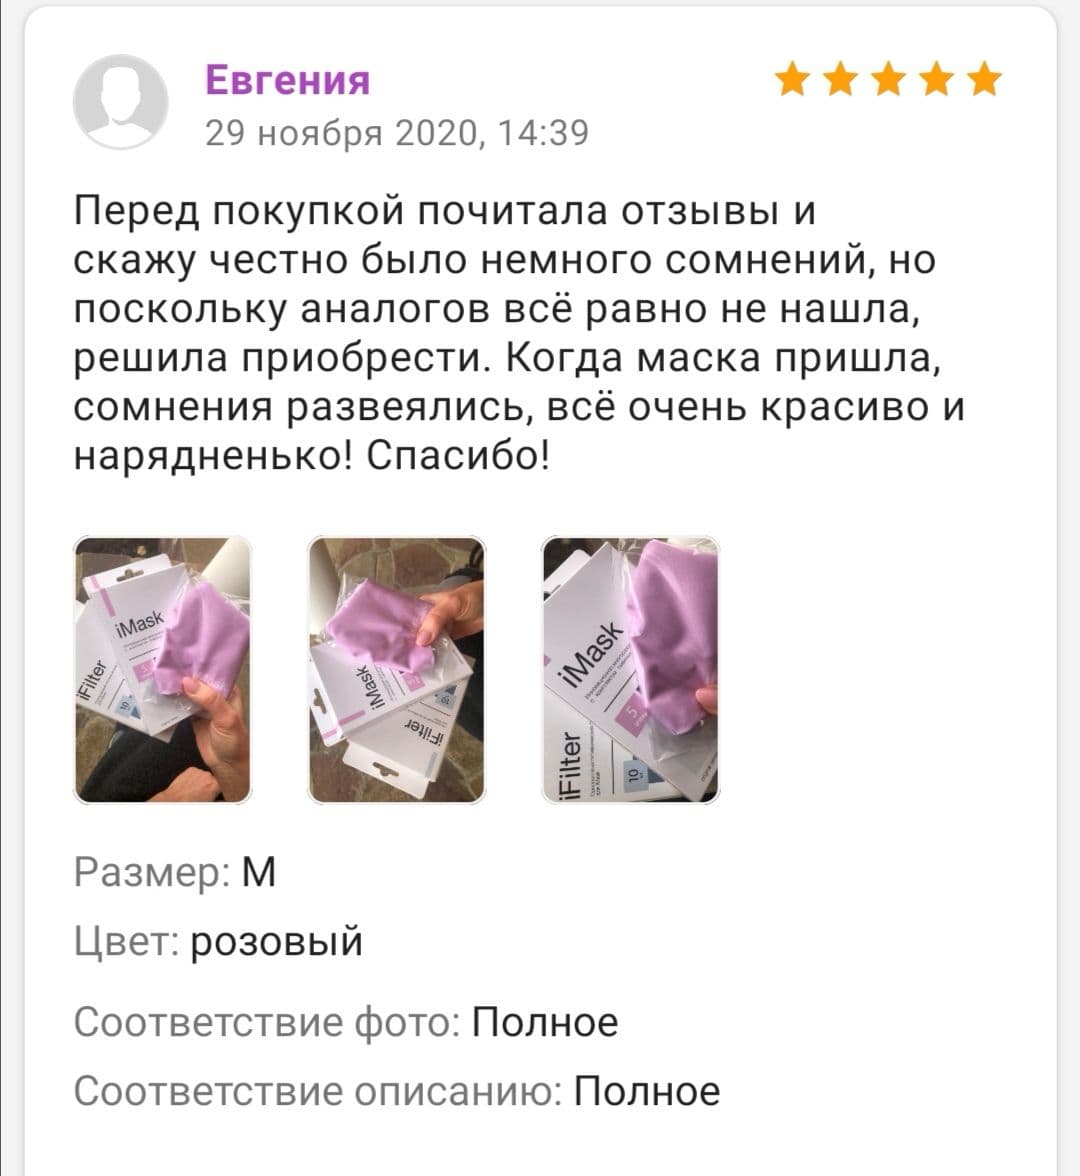 Евгения
29 ноября 2020, 14:39
Перед покупкой почитала отзывы и
скажу честно было немного сомнений, но
поскольку аналогов всё равно не нашла,
решила приобрести. Когда маска пришла,
сомнения развеялись, всё очень красиво и
нарядненько! Спасибо!
iMask
iFilter
10
iMask
iFilter
10
iMask
5
iFilter
10
Размер: M
Цвет: розовый
Соответствие фото: Полное
Соответствие описанию: Полное